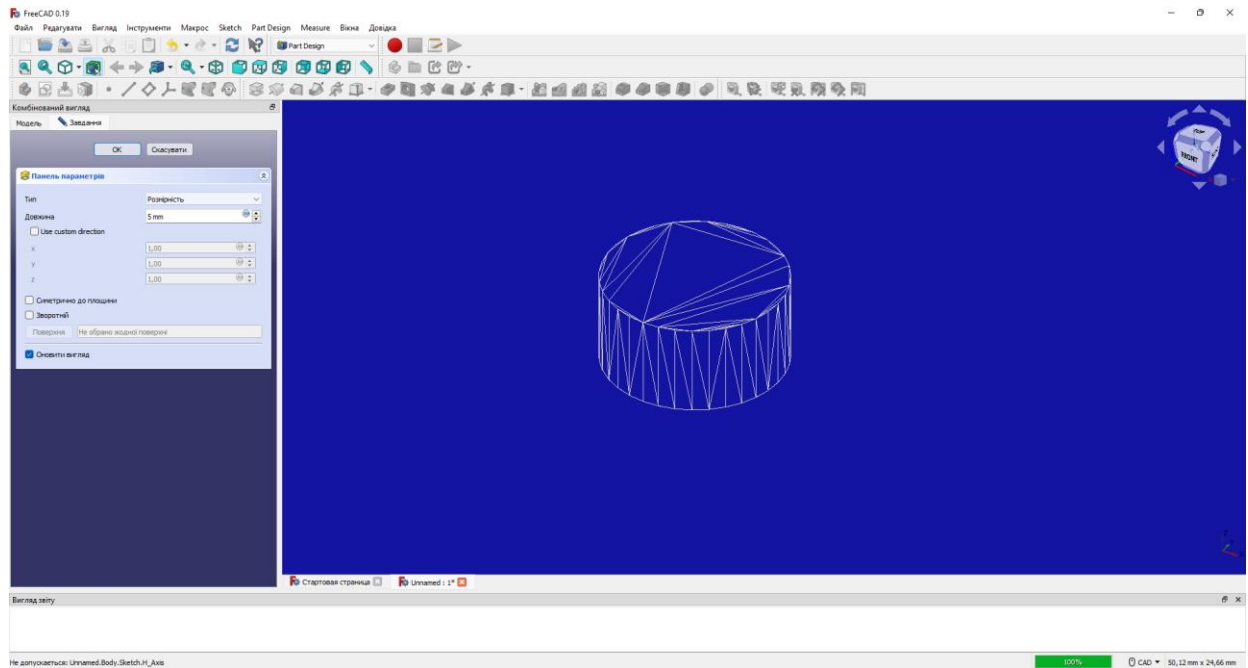 FreeCAD 0.19
Файл Редагувати Вигляд Інструменти Макрос Sketch Part Design Measure Вікна Довідка
Part Design
Комбінований вигляд
Модель Завдання
OK Скасувати
Панель параметрів
Тип Розмірність
Довжина 5 mm
Use custom direction
x 1,00
y 1,00
z 1,00
Симетрично до площини
Зворотній
Поверхня Не обрано жодної поверхні
Оновити вигляд
FRONT
Стартовая страница Unnamed : 1*
Вигляд звіту
Не допускається: Unnamed.Body.Sketch.H_Axis 100% CAD 50,12 mm x 24,66 mm